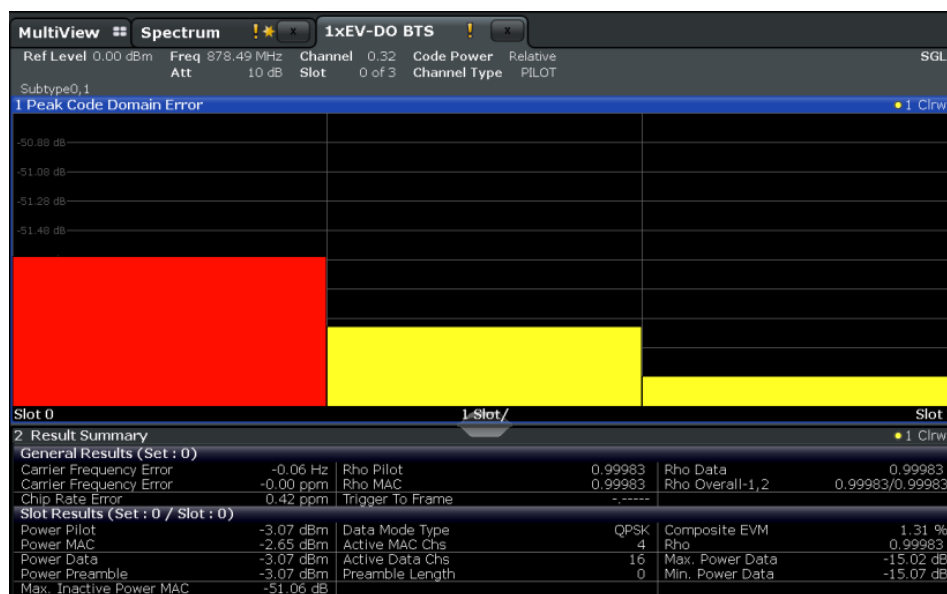 MultiView Spectrum ! x 1xEV-DO BTS ! x
Ref Level 0.00 dBm Freq 878.49 MHz Channel 0.32 Code Power Relative SGL
Att 10 dB Slot 0 of 3 Channel Type PILOT
Subtype0,1
1 Peak Code Domain Error 1 Clrw
-50.88 dB
-51.08 dB
-51.28 dB
-51.48 dB
Slot 0 1 Slot/ Slot
2 Result Summary 1 Clrw
General Results (Set : 0)
Carrier Frequency Error -0.06 Hz Rho Pilot 0.99983 Rho Data 0.99983
Carrier Frequency Error -0.00 ppm Rho MAC 0.99983 Rho Overall-1,2 0.99983/0.99983
Chip Rate Error 0.42 ppm Trigger To Frame -.-----
Slot Results (Set : 0 / Slot : 0)
Power Pilot -3.07 dBm Data Mode Type QPSK Composite EVM 1.31 %
Power MAC -2.65 dBm Active MAC Chs 4 Rho 0.99983
Power Data -3.07 dBm Active Data Chs 16 Max. Power Data -15.02 dB
Power Preamble -3.07 dBm Preamble Length 0 Min. Power Data -15.07 dB
Max. Inactive Power MAC -51.06 dB